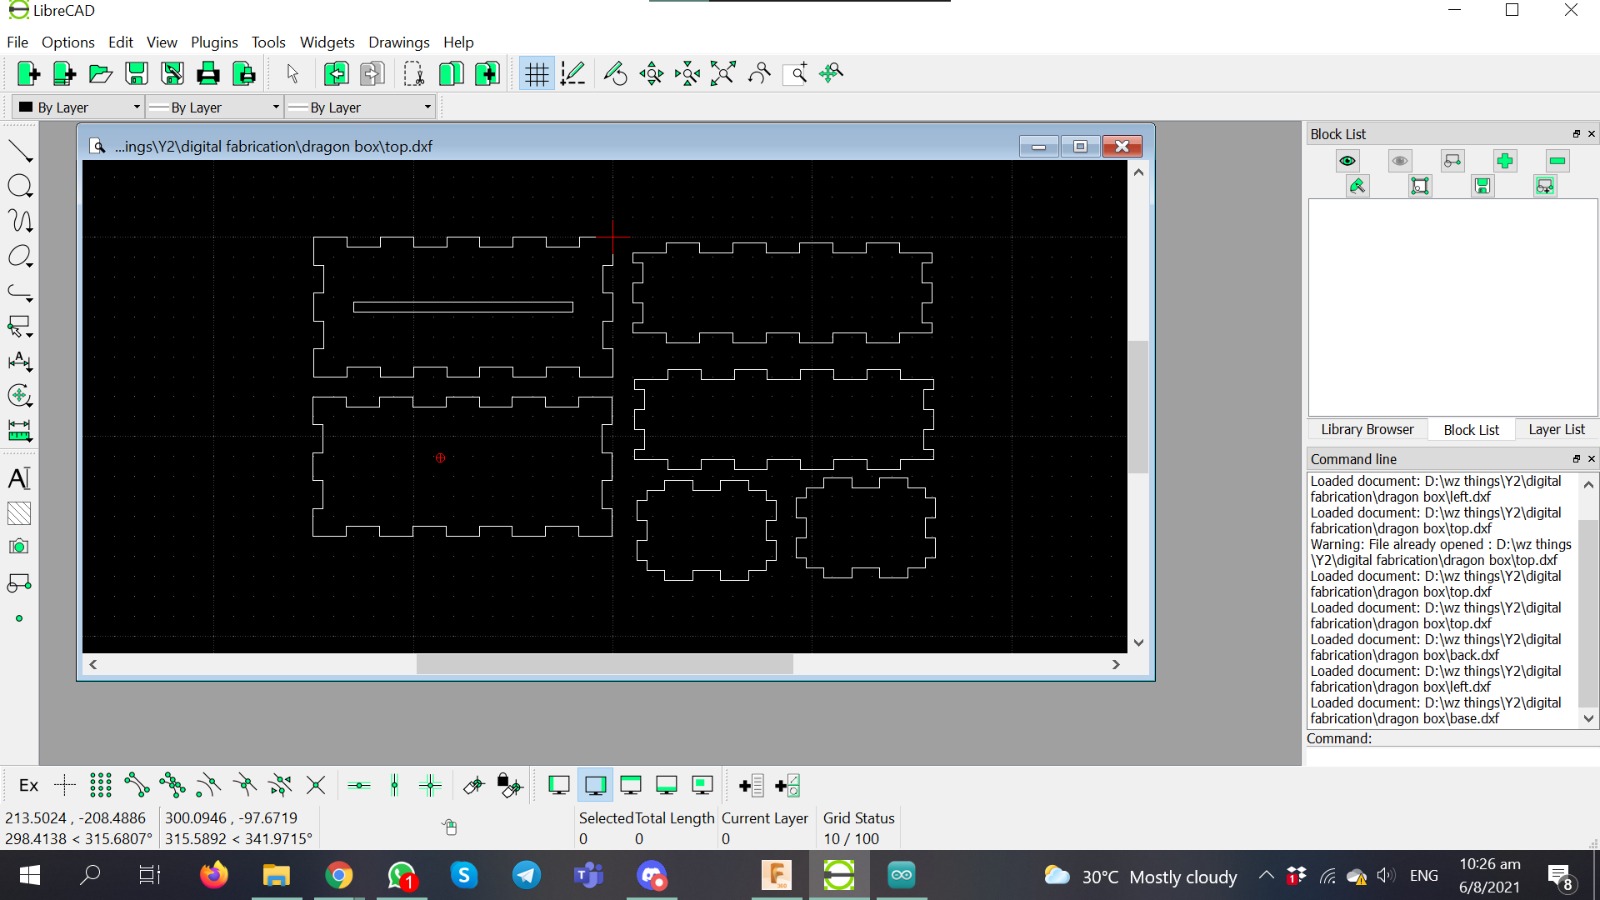 LibreCAD
File Options Edit View Plugins Tools Widgets Drawings Help
By Layer By Layer By Layer
...ings\Y2\digital fabrication\dragon box\top.dxf
Block List
Library Browser Block List Layer List
Command line
Loaded document: D:\wz things\Y2\digital
fabrication\dragon box\left.dxf
Loaded document: D:\wz things\Y2\digital
fabrication\dragon box\top.dxf
Warning: File already opened : D:\wz things
\Y2\digital fabrication\dragon box\top.dxf
Loaded document: D:\wz things\Y2\digital
fabrication\dragon box\top.dxf
Loaded document: D:\wz things\Y2\digital
fabrication\dragon box\top.dxf
Loaded document: D:\wz things\Y2\digital
fabrication\dragon box\back.dxf
Loaded document: D:\wz things\Y2\digital
fabrication\dragon box\left.dxf
Loaded document: D:\wz things\Y2\digital
fabrication\dragon box\base.dxf
Command:
Ex
213.5024 , -208.4886 300.0946 , -97.6719 Selected Total Length Current Layer Grid Status
298.4138 < 315.6807° 315.5892 < 341.9715° 0 0 0 10 / 100
30°C Mostly cloudy ENG 10:26 am
6/8/2021
1
1
8